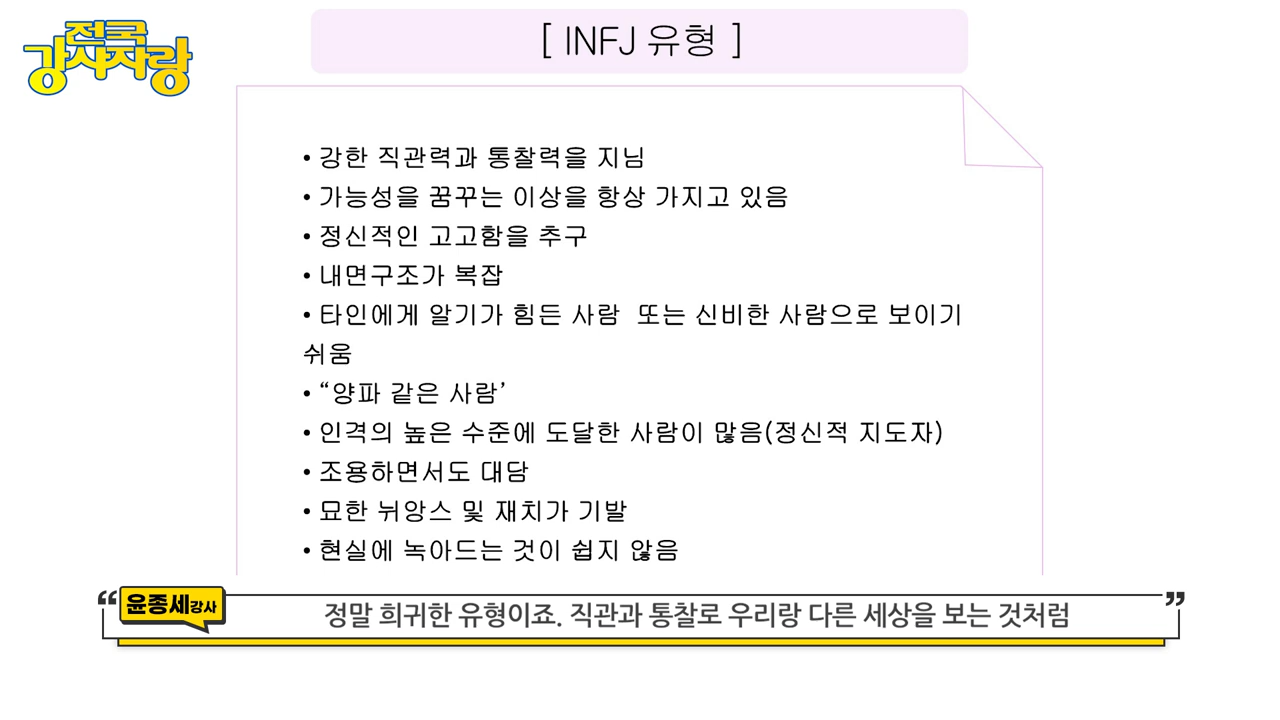 전국
강사자랑
[ INFJ 유형 ]
• 강한 직관력과 통찰력을 지님
• 가능성을 꿈꾸는 이상을 항상 가지고 있음
• 정신적인 고고함을 추구
• 내면구조가 복잡
• 타인에게 알기가 힘든 사람  또는 신비한 사람으로 보이기
쉬움
• “양파 같은 사람’
• 인격의 높은 수준에 도달한 사람이 많음(정신적 지도자)
• 조용하면서도 대담
• 묘한 뉘앙스 및 재치가 기발
• 현실에 녹아드는 것이 쉽지 않음
“ 윤종세강사 정말 희귀한 유형이죠. 직관과 통찰로 우리랑 다른 세상을 보는 것처럼 ”